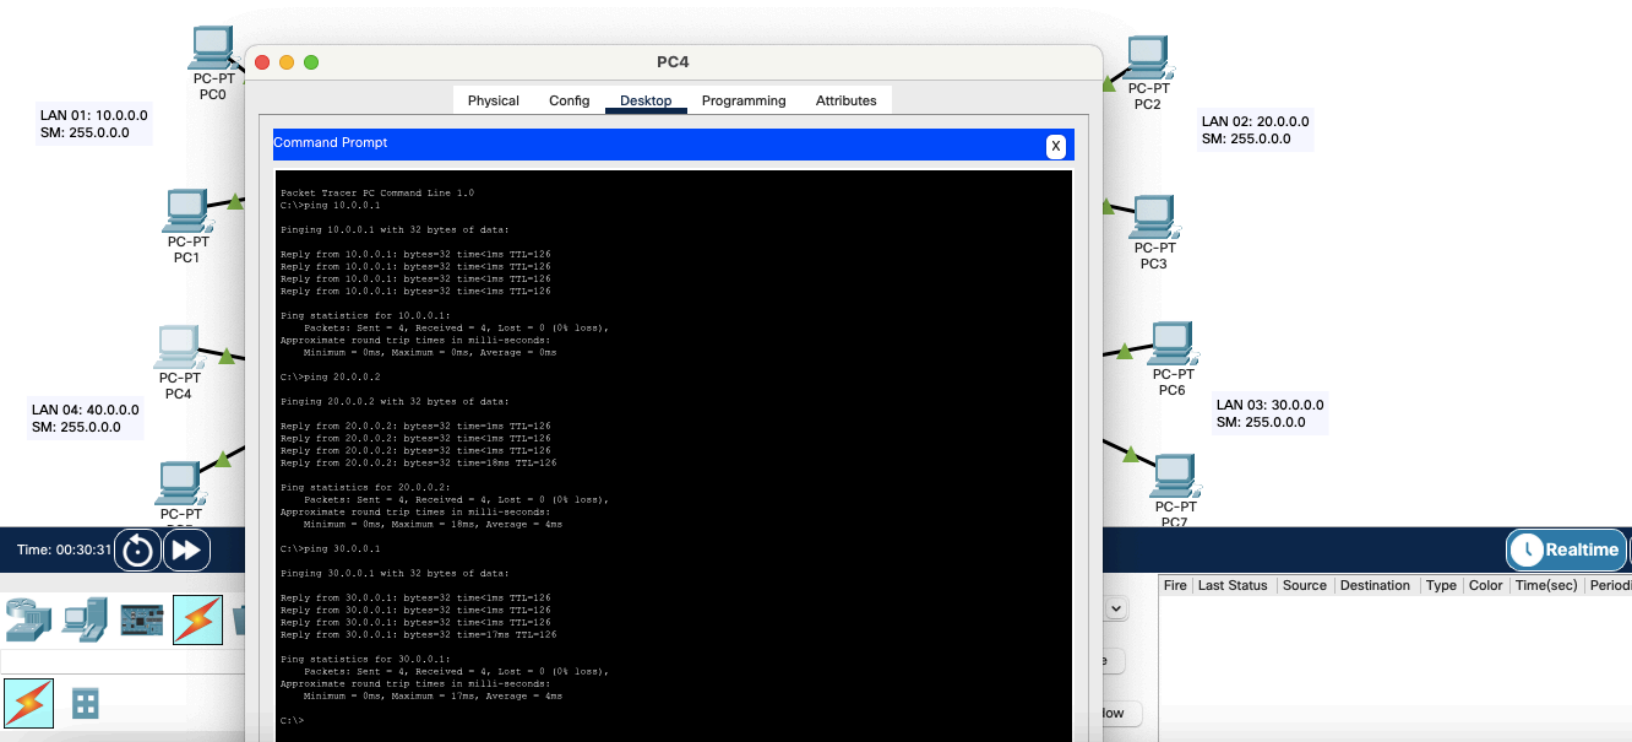 PC4
Physical
Config
Desktop
Programming
Attributes
Command Prompt
X
Packet Tracer PC Command Line 1.0
C:\>ping 10.0.0.1
Pinging 10.0.0.1 with 32 bytes of data:
Reply from 10.0.0.1: bytes=32 time<1ms TTL=126
Reply from 10.0.0.1: bytes=32 time<1ms TTL=126
Reply from 10.0.0.1: bytes=32 time<1ms TTL=126
Reply from 10.0.0.1: bytes=32 time<1ms TTL=126
Ping statistics for 10.0.0.1:
Packets: Sent = 4, Received = 4, Lost = 0 (0% loss),
Approximate round trip times in milli-seconds:
Minimum = 0ms, Maximum = 0ms, Average = 0ms
C:\>ping 20.0.0.2
Pinging 20.0.0.2 with 32 bytes of data:
Reply from 20.0.0.2: bytes=32 time=1ms TTL=126
Reply from 20.0.0.2: bytes=32 time<1ms TTL=126
Reply from 20.0.0.2: bytes=32 time<1ms TTL=126
Reply from 20.0.0.2: bytes=32 time=18ms TTL=126
Ping statistics for 20.0.0.2:
Packets: Sent = 4, Received = 4, Lost = 0 (0% loss),
Approximate round trip times in milli-seconds:
Minimum = 0ms, Maximum = 18ms, Average = 4ms
C:\>ping 30.0.0.1
Pinging 30.0.0.1 with 32 bytes of data:
Reply from 30.0.0.1: bytes=32 time<1ms TTL=126
Reply from 30.0.0.1: bytes=32 time<1ms TTL=126
Reply from 30.0.0.1: bytes=32 time<1ms TTL=126
Reply from 30.0.0.1: bytes=32 time=17ms TTL=126
Ping statistics for 30.0.0.1:
Packets: Sent = 4, Received = 4, Lost = 0 (0% loss),
Approximate round trip times in milli-seconds:
Minimum = 0ms, Maximum = 17ms, Average = 4ms
C:\>
PC-PT
PC0
LAN 01: 10.0.0.0
SM: 255.0.0.0
PC-PT
PC1
PC-PT
PC4
LAN 04: 40.0.0.0
SM: 255.0.0.0
PC-PT
PC-PT
PC2
LAN 02: 20.0.0.0
SM: 255.0.0.0
PC-PT
PC3
PC-PT
PC6
LAN 03: 30.0.0.0
SM: 255.0.0.0
PC-PT
PC7
Time: 00:30:31
Realtime
Fire Last Status Source Destination Type Color Time(sec) Periodi